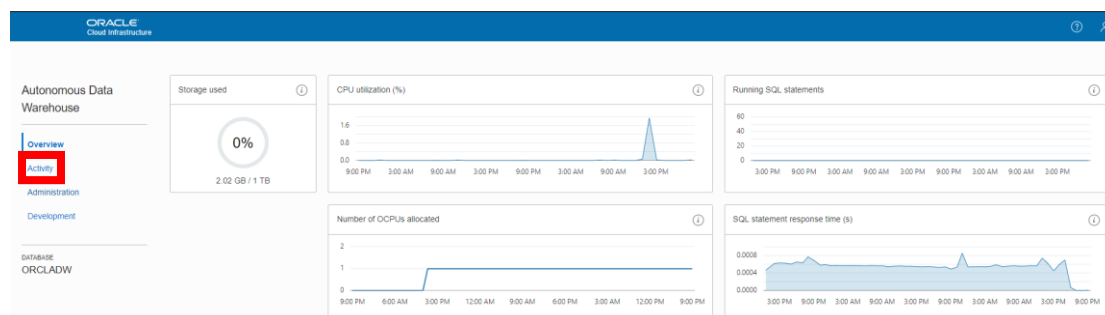 ORACLE
Cloud Infrastructure
Autonomous Data
Warehouse
Overview
Activity
Administration
Development
DATABASE
ORCLADW
Storage used
0%
2.02 GB / 1 TB
CPU utilization (%)
1.6
0.8
0.0
9:00 PM 3:00 AM 9:00 AM 3:00 PM 9:00 PM 3:00 AM 9:00 AM 3:00 PM
Running SQL statements
60
40
20
0
3:00 PM 9:00 PM 3:00 AM 9:00 AM 3:00 PM 9:00 PM 3:00 AM 9:00 AM 3:00 PM
Number of OCPUs allocated
2
1
0
9:00 PM 6:00 AM 3:00 PM 12:00 AM 9:00 AM 6:00 PM 3:00 AM 12:00 PM 9:00 PM
SQL statement response time (s)
0.0008
0.0004
0.0000
3:00 PM 9:00 PM 3:00 AM 9:00 AM 3:00 PM 9:00 PM 3:00 AM 9:00 AM 3:00 PM 9:00 PM